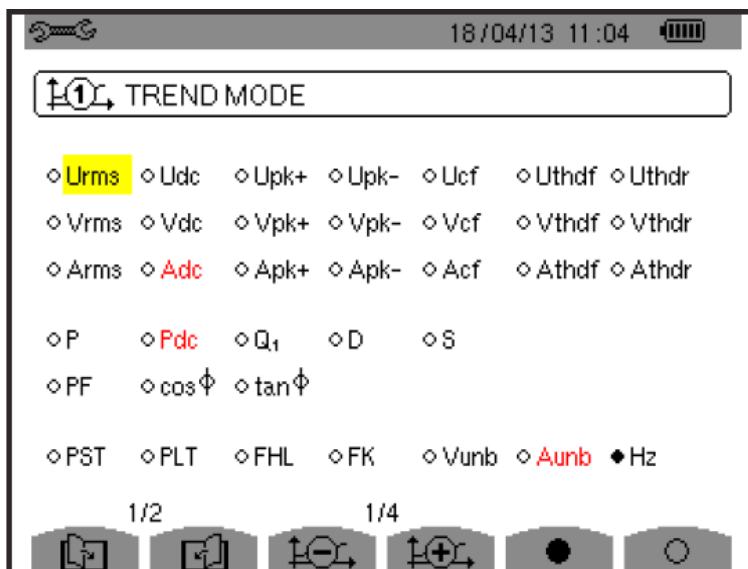 18/04/13 11:04
1 TREND MODE
Urms Udc Upk+ Upk- Ucf Uthdf Uthdr
Vrms Vdc Vpk+ Vpk- Vcf Vthdf Vthdr
Arms Adc Apk+ Apk- Acf Athdf Athdr
P Pdc Q₁ D S
PF cosΦ tanΦ
PST PLT FHL FK Vunb Aunb Hz
1/2 1/4